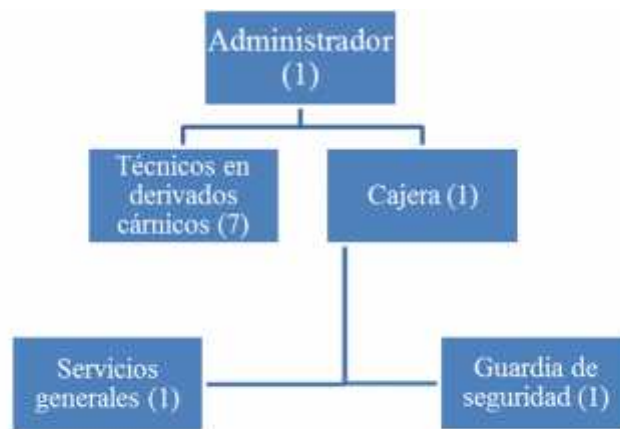 Administrador
(1)
Técnicos en
derivados
cárnicos (7)
Cajera (1)
Servicios
generales (1)
Guardia de
seguridad (1)